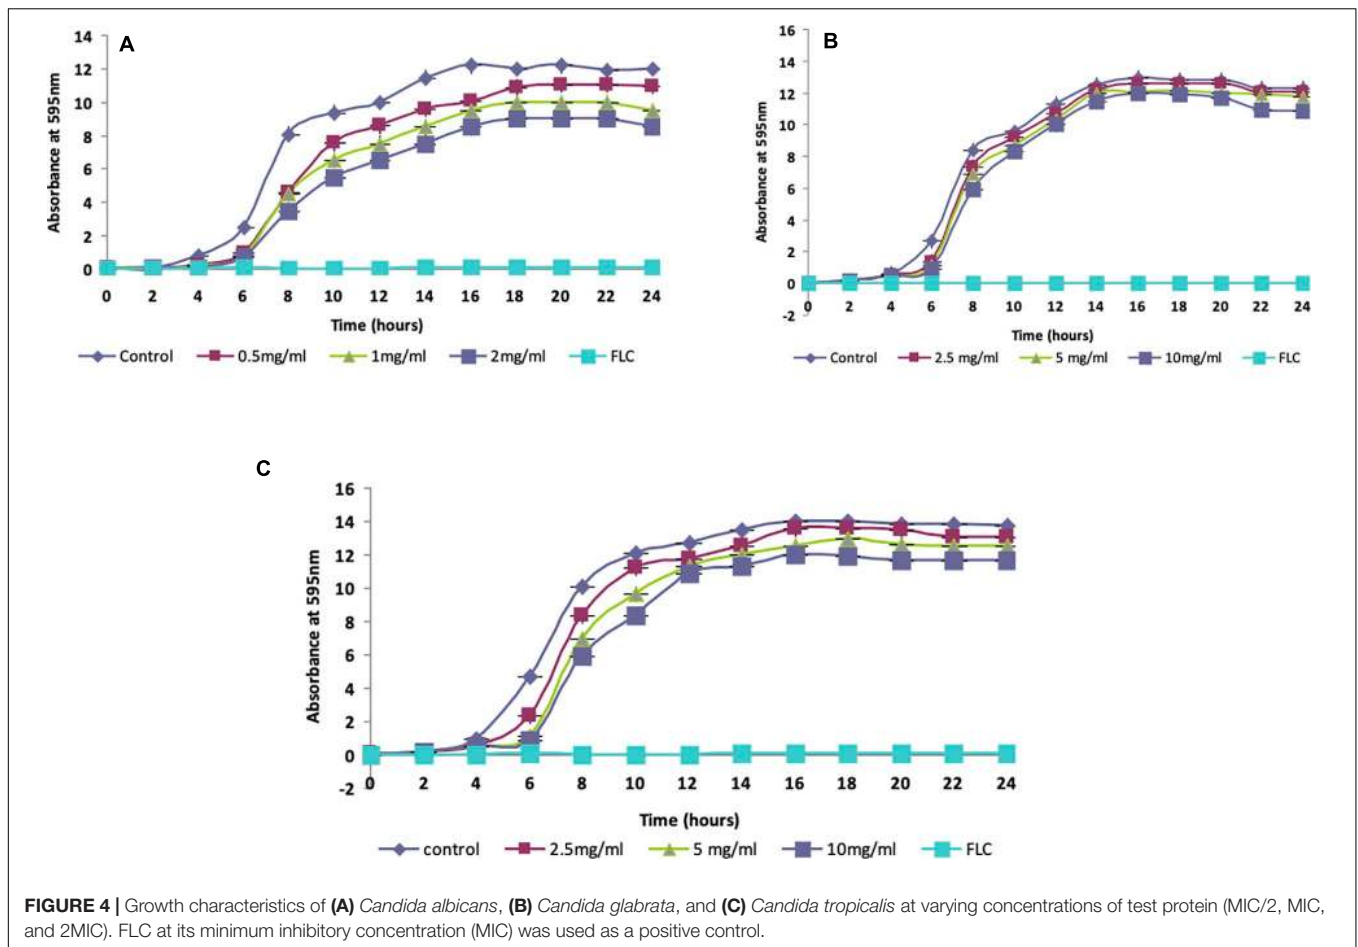 A
Absorbance at 595nm
14
12
10
8
6
4
2
0
0 2 4 6 8 10 12 14 16 18 20 22 24
Time (hours)
Control 0.5mg/ml 1mg/ml 2mg/ml FLC
B
Absorbance at 595nm
16
14
12
10
8
6
4
2
0
-2
0 2 4 6 8 10 12 14 16 18 20 22 24
Time (hours)
Control 2.5 mg/ml 5 mg/ml 10mg/ml FLC
C
Absorbance at 595nm
16
14
12
10
8
6
4
2
0
-2
0 2 4 6 8 10 12 14 16 18 20 22 24
Time (hours)
control 2.5mg/ml 5 mg/ml 10mg/ml FLC
FIGURE 4 | Growth characteristics of (A) Candida albicans, (B) Candida glabrata, and (C) Candida tropicalis at varying concentrations of test protein (MIC/2, MIC,
and 2MIC). FLC at its minimum inhibitory concentration (MIC) was used as a positive control.